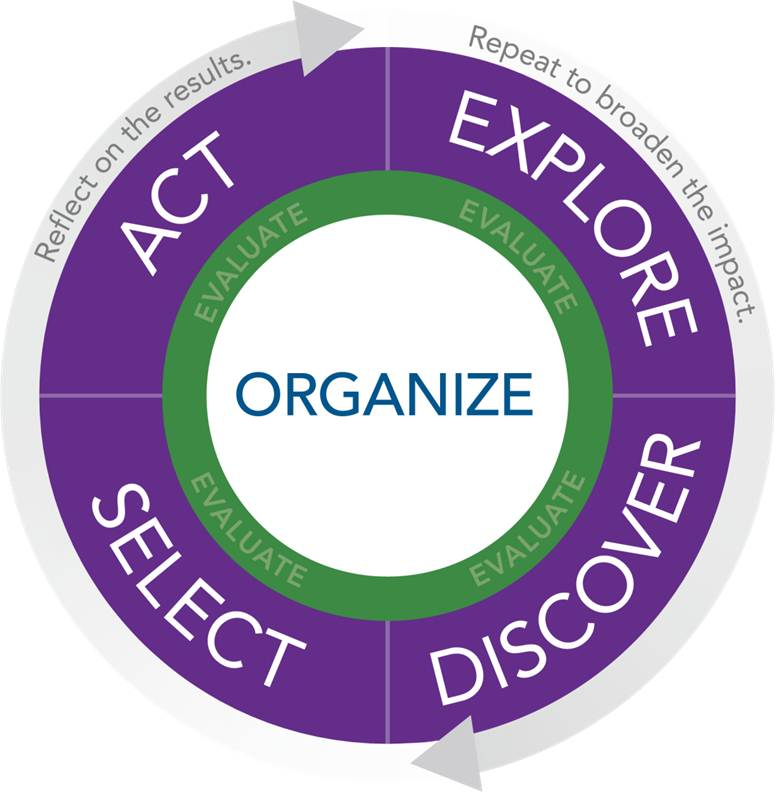 Reflect on the results.
Repeat to broaden the impact.
ACT
EXPLORE
EVALUATE
EVALUATE
ORGANIZE
EVALUATE
EVALUATE
SELECT
DISCOVER